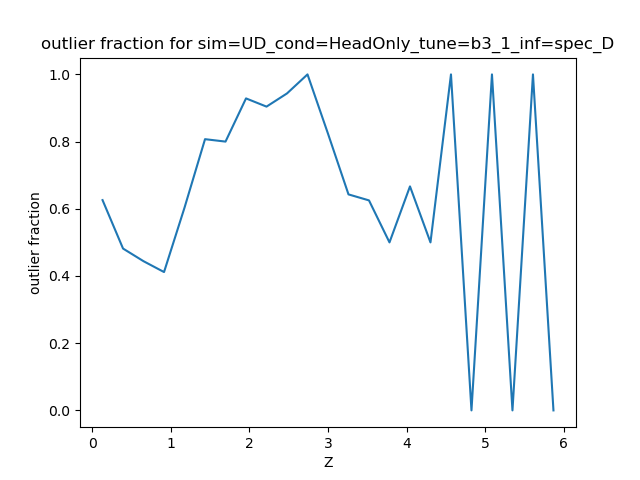 outlier fraction for sim=UD_cond=HeadOnly_tune=b3_1_inf=spec_D
1.0
0.8
0.6
0.4
0.2
0.0
outlier fraction
0 1 2 3 4 5 6
Z